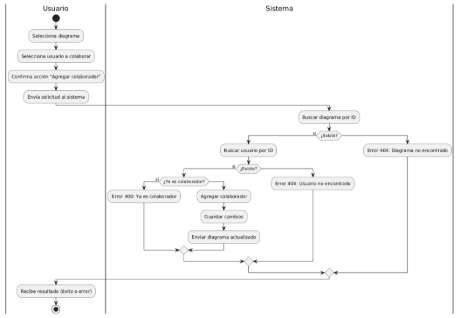 Usuario
Sistema
Selecciona diagrama
Selecciona usuario a colaborar
Confirma acción "Agregar colaborador"
Envía solicitud al sistema
Buscar diagrama por ID
sí
¿Existe?
Buscar usuario por ID
Error 404: Diagrama no encontrado
sí
¿Existe?
sí
¿Ya es colaborador?
Error 404: Usuario no encontrado
Error 400: Ya es colaborador
Agregar colaborador
Guardar cambios
Enviar diagrama actualizado
Recibe resultado (éxito o error)